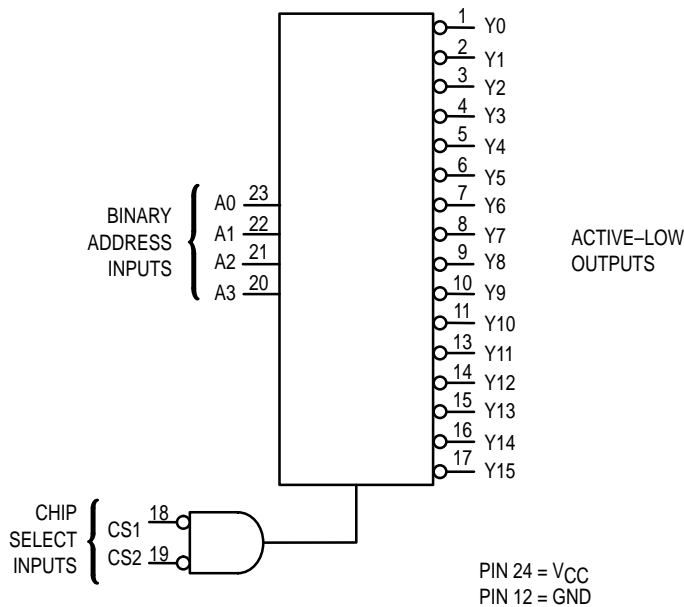 1 Y0
2 Y1
3 Y2
4 Y3
5 Y4
6 Y5
7 Y6
8 Y7
9 Y8
10 Y9
11 Y10
13 Y11
14 Y12
15 Y13
16 Y14
17 Y15
BINARY
ADDRESS
INPUTS
A0 23
A1 22
A2 21
A3 20
ACTIVE–LOW
OUTPUTS
CHIP
SELECT
INPUTS
CS1 18
CS2 19
PIN 24 = VCC
PIN 12 = GND